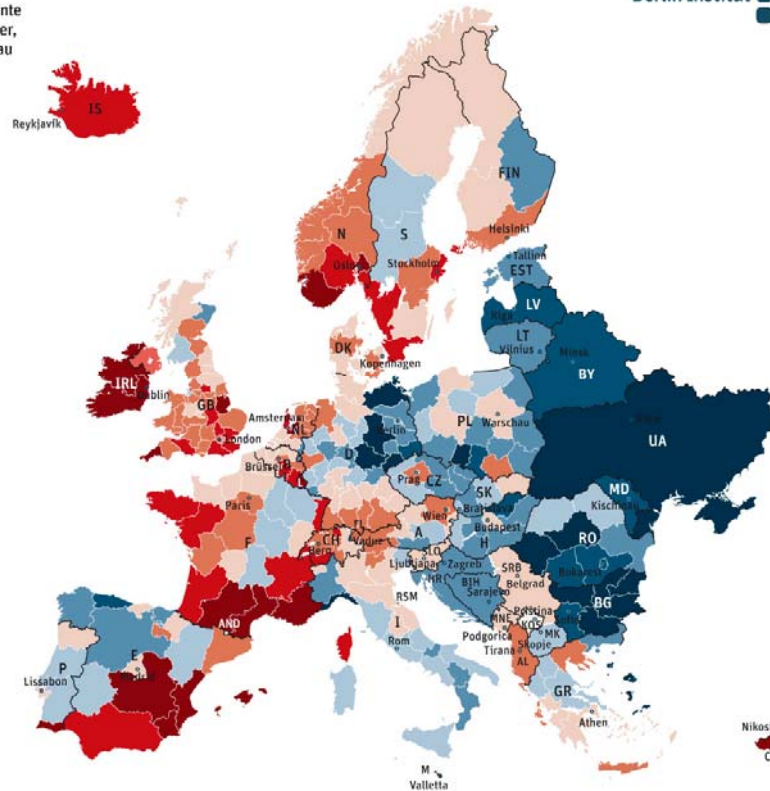 nte
er,
au
Berlin-Institut
IS
Reykjavík
FIN
N
S
Helsinki
Oslo
Stockholm
Tallinn
EST
LV
Riga
DK
LT
Kopenhagen
Vilnius
Minsk
IRL
Dublin
BY
GB
Amsterdam
NL
Berlin
PL
Warschau
London
D
UA
Brüssel
L
Prag
CZ
Paris
SK
MD
Wien
Bratislava
Kischinau
F
CH
Vaduz
A
Budapest
H
Bern
RO
SLO
Ljubljana
Zagreb
HR
SRB
Bukarest
BIH
Belgrad
Sarajevo
RSM
AND
I
Priština
BG
MNE
KOS
Sofia
P
E
Rom
Podgorica
MK
Skopje
Madrid
Tirana
Lissabon
AL
GR
Athen
Nikos
C
M
Valletta